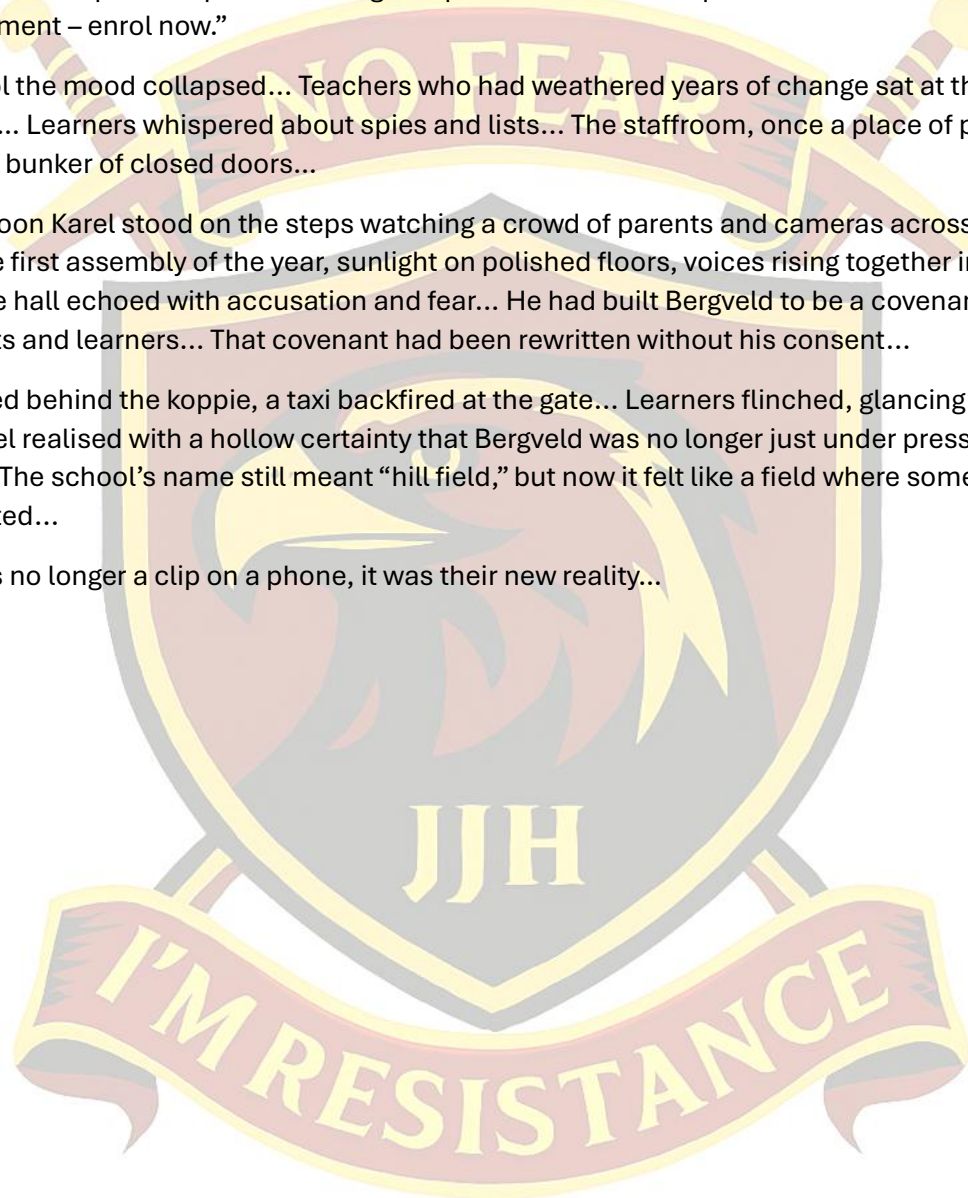 ment – enrol now.”
l the mood collapsed... Teachers who had weathered years of change sat at th
... Learners whispered about spies and lists... The staffroom, once a place of p
bunker of closed doors...
oon Karel stood on the steps watching a crowd of parents and cameras across
e first assembly of the year, sunlight on polished floors, voices rising together in
e hall echoed with accusation and fear... He had built Bergveld to be a covenan
ts and learners... That covenant had been rewritten without his consent...
ed behind the koppie, a taxi backfired at the gate... Learners flinched, glancing
el realised with a hollow certainty that Bergveld was no longer just under press
The school’s name still meant “hill field,” but now it felt like a field where some
ted...
s no longer a clip on a phone, it was their new reality...
NO FEAR
JJH
I'M RESISTANCE